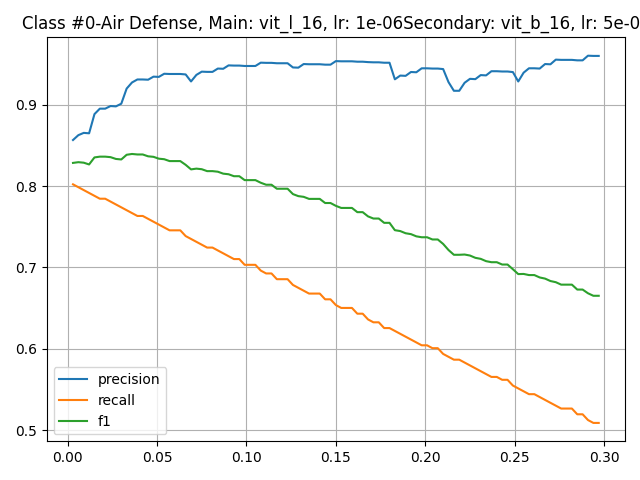 Class #0-Air Defense, Main: vit_l_16, lr: 1e-06Secondary: vit_b_16, lr: 5e-0
0.9
0.8
0.7
0.6
0.5
precision
recall
f1
0.00 0.05 0.10 0.15 0.20 0.25 0.30